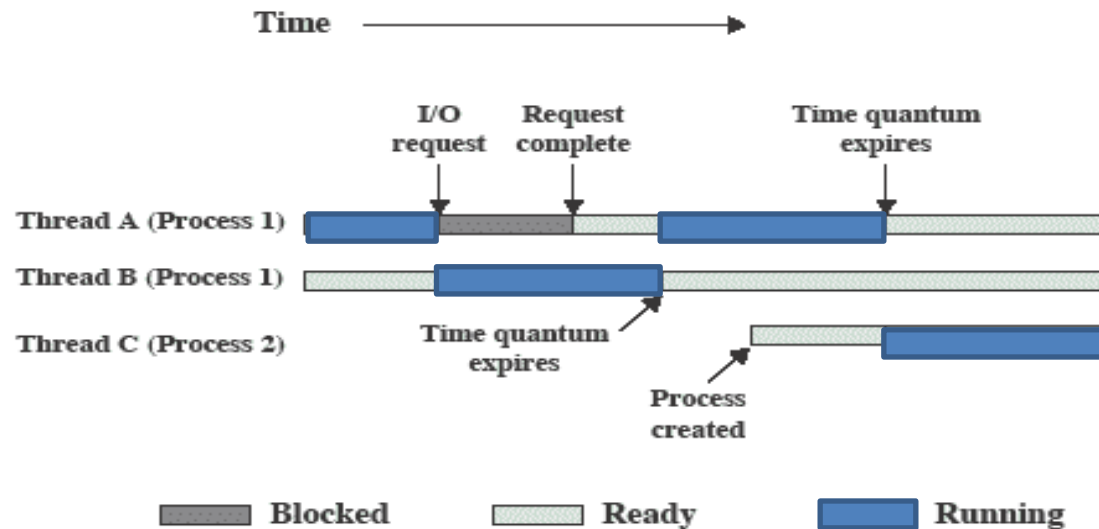 Time
I/O
request
Request
complete
Time quantum
expires
Thread A (Process 1)
Thread B (Process 1)
Thread C (Process 2)
Time quantum
expires
Process
created
Blocked
Ready
Running